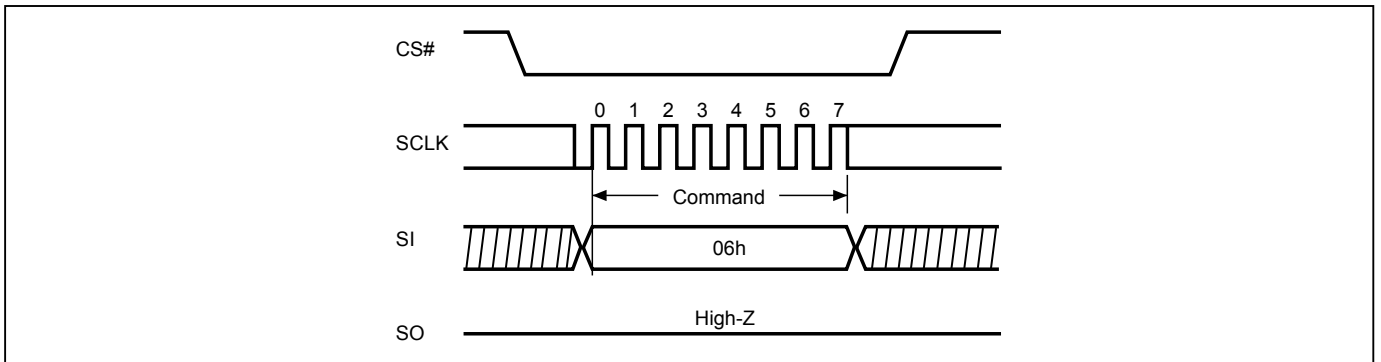 CS#
0 1 2 3 4 5 6 7
SCLK
Command
SI
06h
High-Z
SO